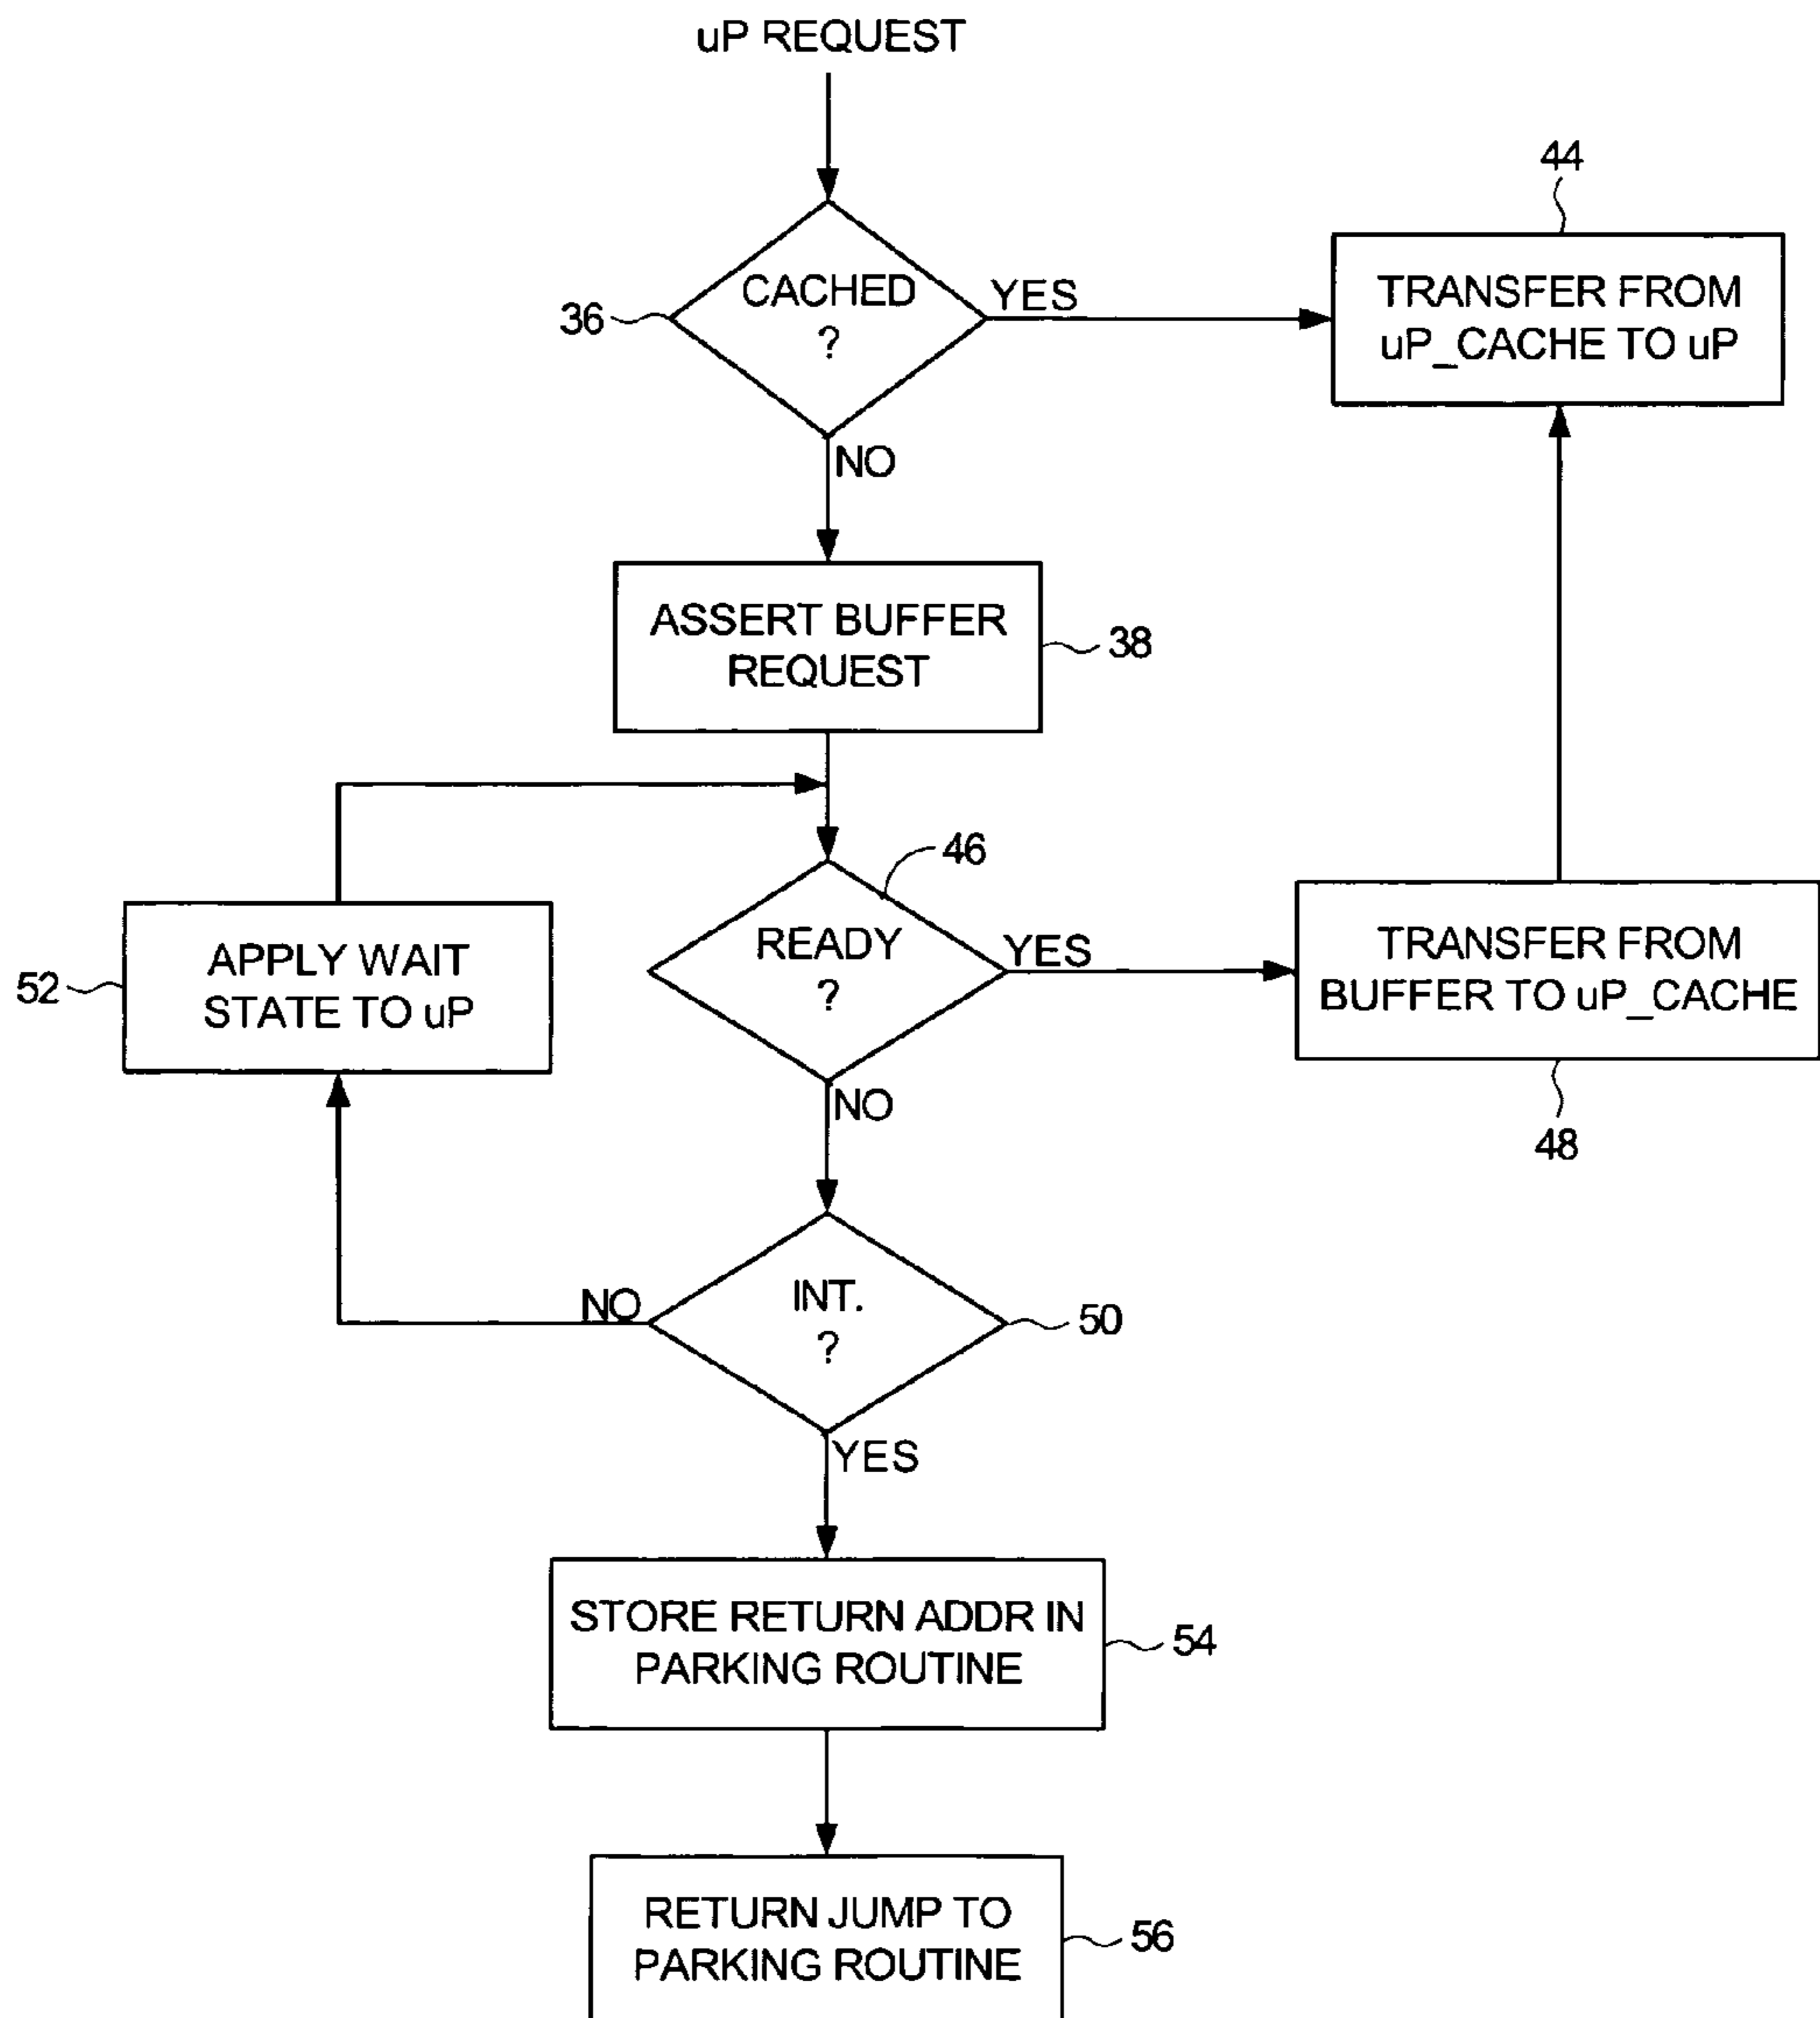 uP REQUEST
44
CACHED
?
36
YES
TRANSFER FROM
uP_CACHE TO uP
NO
ASSERT BUFFER
REQUEST
38
46
READY
?
YES
TRANSFER FROM
BUFFER TO uP_CACHE
48
52
APPLY WAIT
STATE TO uP
NO
INT.
?
NO
50
YES
STORE RETURN ADDR IN
PARKING ROUTINE
54
RETURN JUMP TO
PARKING ROUTINE
56